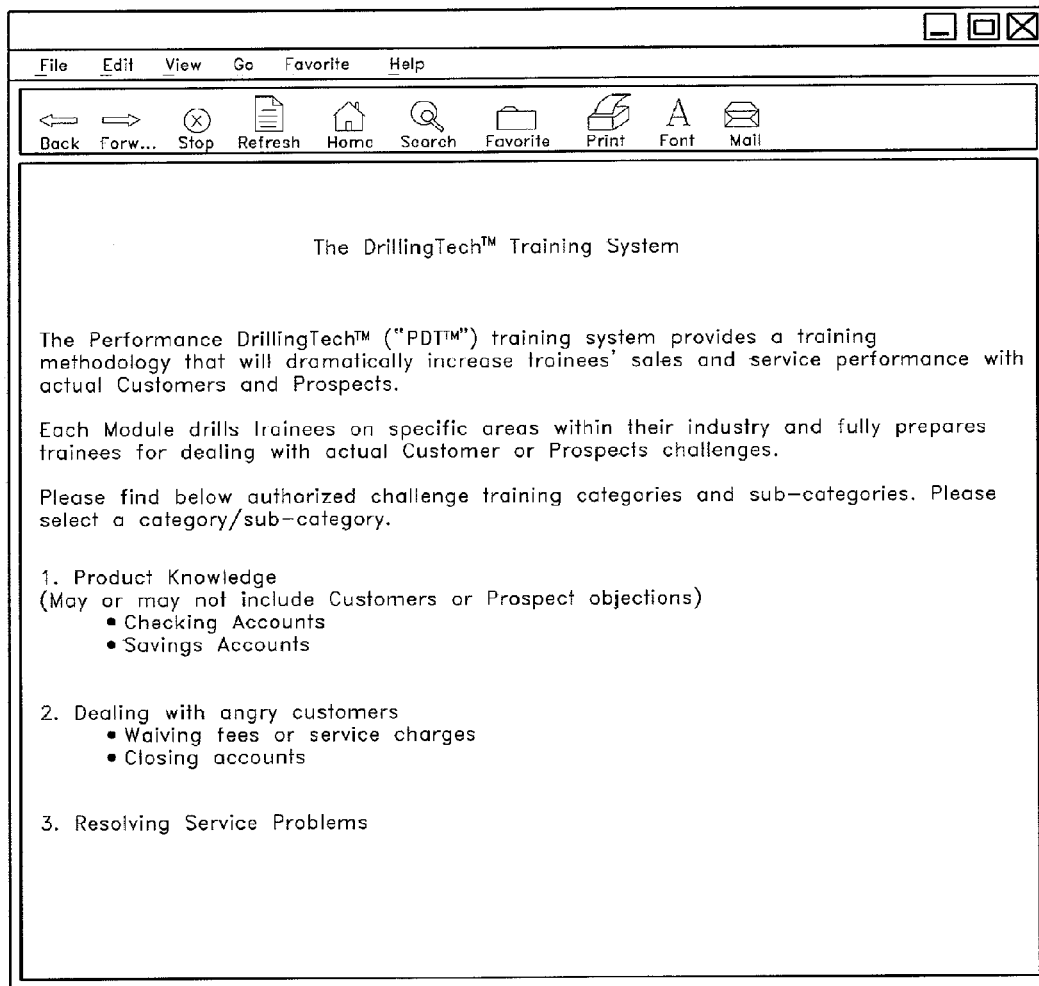 File Edit View Go Favorite Help
Back Forw... Stop Refresh Home Search Favorite Print Font Mail
The DrillingTech™ Training System
The Performance DrillingTech™ ("PDT™") training system provides a training
methodology that will dramatically increase trainees' sales and service performance with
actual Customers and Prospects.
Each Module drills trainees on specific areas within their industry and fully prepares
trainees for dealing with actual Customer or Prospects challenges.
Please find below authorized challenge training categories and sub-categories. Please
select a category/sub-category.
1. Product Knowledge
(May or may not include Customers or Prospect objections)
• Checking Accounts
• Savings Accounts
2. Dealing with angry customers
• Waiving fees or service charges
• Closing accounts
3. Resolving Service Problems